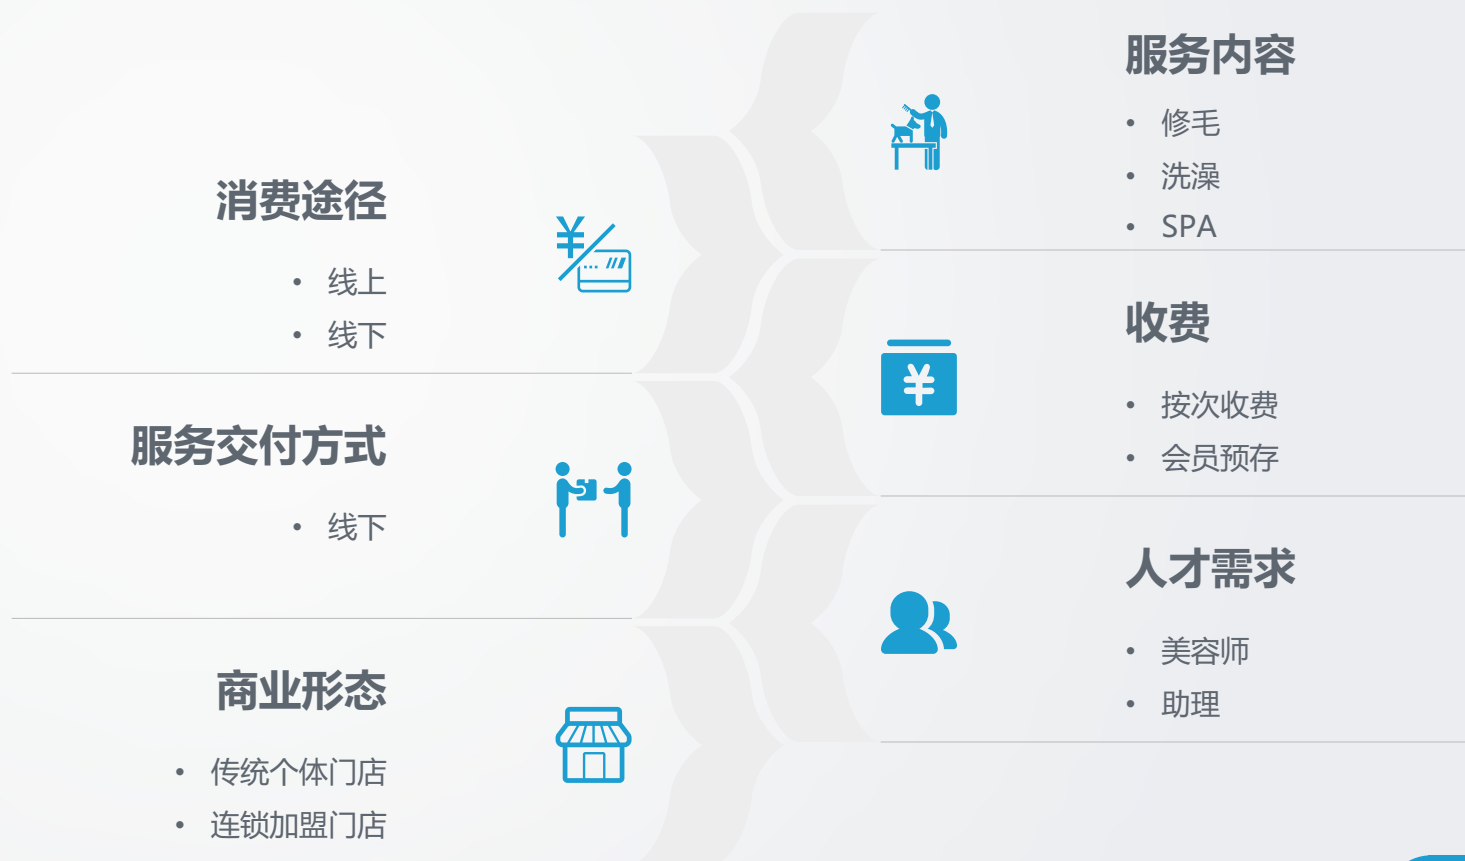 消费途径
• 线上
• 线下
服务交付方式
• 线下
商业形态
• 传统个体门店
• 连锁加盟门店
服务内容
• 修毛
• 洗澡
• SPA
收费
• 按次收费
• 会员预存
人才需求
• 美容师
• 助理